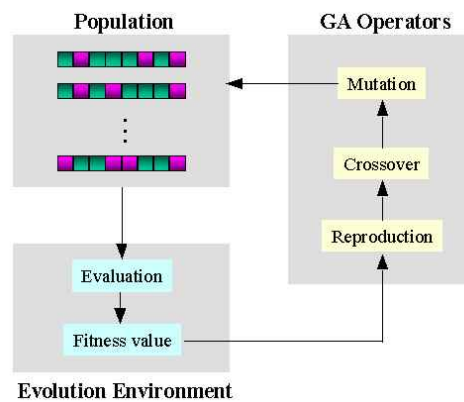 Population
GA Operators
Mutation
Crossover
Reproduction
Evaluation
Fitness value
Evolution Environment